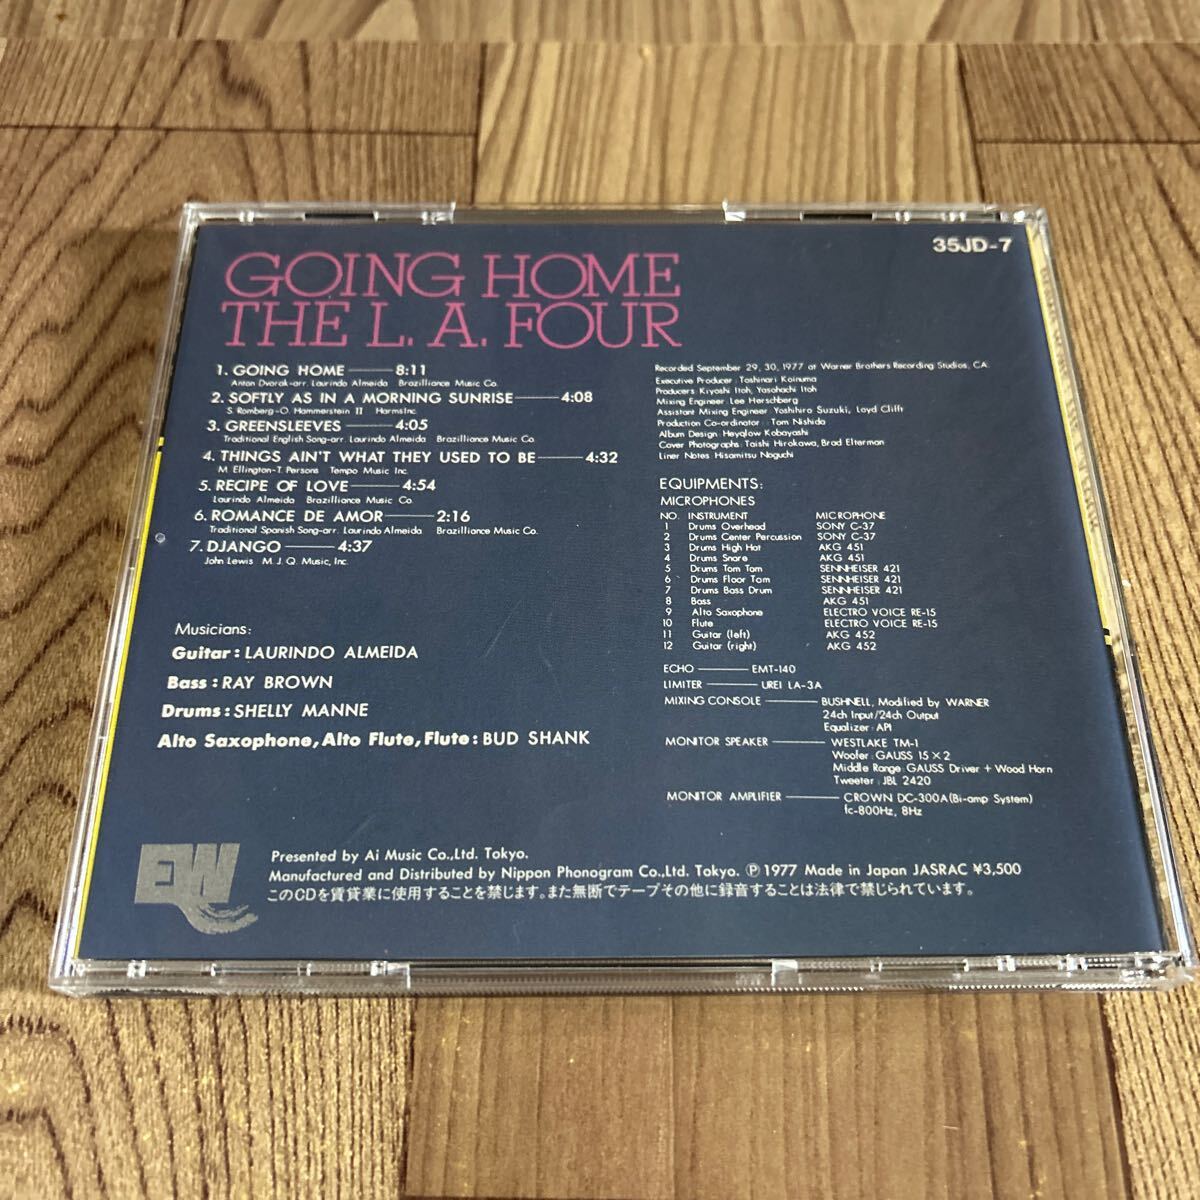 35JD-7
GOING HOME
THE L. A. FOUR
1. GOING HOME 8:11
Anton Dvorak-arr. Laurindo Almeida Brazilliance Music Co.
2. SOFTLY AS IN A MORNING SUNRISE 4:08
S. Romberg-O. Hammerstein II HarmsInc.
3. GREENSLEEVES 4:05
Traditional English Song-arr. Laurindo Almeida Brazilliance Music Co.
4. THINGS AIN'T WHAT THEY USED TO BE 4:32
M. Ellington-T. Persons Tempo Music Inc.
5. RECIPE OF LOVE 4:54
Laurindo Almeida Brazilliance Music Co.
6. ROMANCE DE AMOR 2:16
Traditional Spanish Song-arr. Laurindo Almeida Brazilliance Music Co.
7. DJANGO 4:37
John Lewis M. J. Q. Music, Inc.
Musicians:
Guitar: LAURINDO ALMEIDA
Bass: RAY BROWN
Drums: SHELLY MANNE
Alto Saxophone, Alto Flute, Flute: BUD SHANK
Recorded September 29, 30, 1977 at Warner Brothers Recording Studios, CA.
Executive Producer: Toshinari Koinuma
Producers: Kiyoshi Itoh, Yasohachi Itoh
Mixing Engineer: Lee Herschberg
Assistant Mixing Engineer: Yoshihiro Suzuki, Loyd Clifft
Production Co-ordinator: Tom Nishida
Album Design: Heyqlow Kobayashi
Cover Photographs: Taishi Hirokawa, Brad Elterman
Liner Notes: Hisamitsu Noguchi
EQUIPMENTS:
MICROPHONES
NO. INSTRUMENT MICROPHONE
1 Drums Overhead SONY C-37
2 Drums Center Percussion SONY C-37
3 Drums High Hat AKG 451
4 Drums Snare AKG 451
5 Drums Tom Tom SENNHEISER 421
6 Drums Floor Tam SENNHEISER 421
7 Drums Bass Drum SENNHEISER 421
8 Bass AKG 451
9 Alto Saxophone ELECTRO VOICE RE-15
10 Flute ELECTRO VOICE RE-15
11 Guitar (left) AKG 452
12 Guitar (right) AKG 452
ECHO EMT-140
LIMITER UREI LA-3A
MIXING CONSOLE BUSHNELL, Modified by WARNER
24ch Input/24ch Output
Equalizer: API
MONITOR SPEAKER WESTLAKE TM-1
Woofer: GAUSS 15×2
Middle Range: GAUSS Driver + Wood Horn
Tweeter: JBL 2420
MONITOR AMPLIFIER CROWN DC-300A(Bi-amp System)
fc-800Hz, 8Hz
EW
Presented by Ai Music Co.,Ltd. Tokyo.
Manufactured and Distributed by Nippon Phonogram Co.,Ltd. Tokyo. Ⓟ 1977 Made in Japan JASRAC ¥3,500
このCDを賃貸業に使用することを禁じます。また無断でテープその他に録音することは法律で禁じられています。